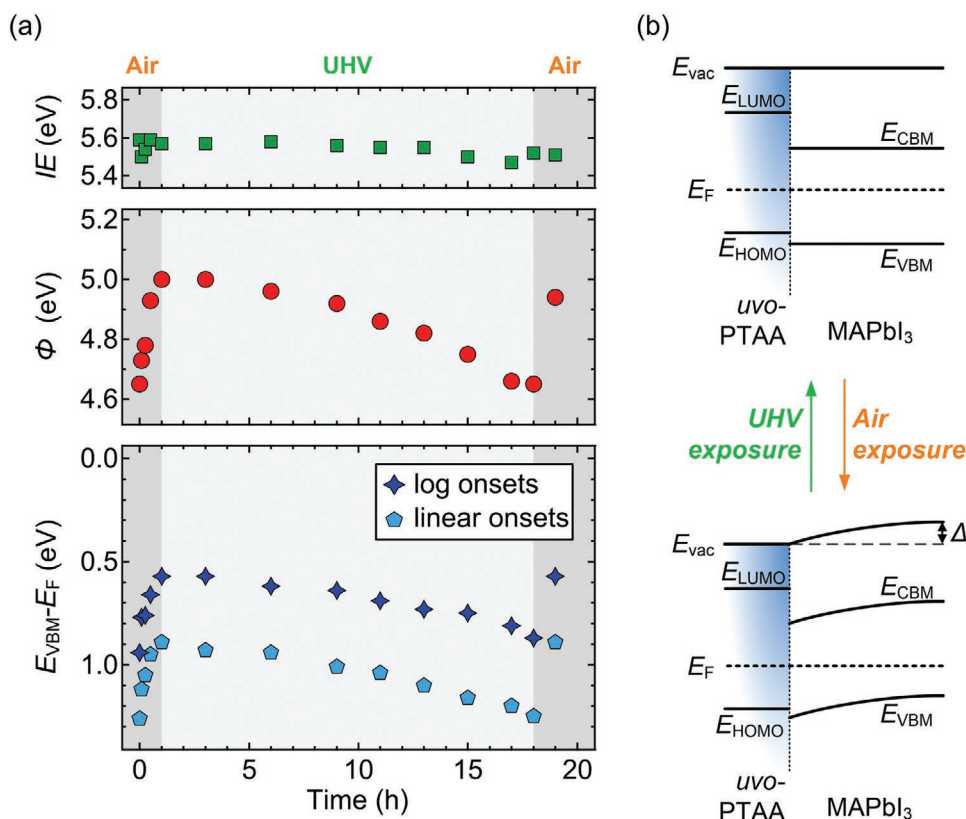 (a)
(b)
Air UHV Air
5.8
5.6
5.4
IE (eV)
5.2
5.0
4.8
4.6
Φ (eV)
0.0
0.5
1.0
E_VBM-E_F (eV)
log onsets
linear onsets
0 5 10 15 20
Time (h)
E_vac
E_LUMO
E_CBM
E_F
E_HOMO
E_VBM
uvo-
PTAA MAPbI₃
UHV
exposure
Air
exposure
E_vac
Δ
E_LUMO
E_CBM
E_F
E_HOMO
E_VBM
uvo-
PTAA MAPbI₃